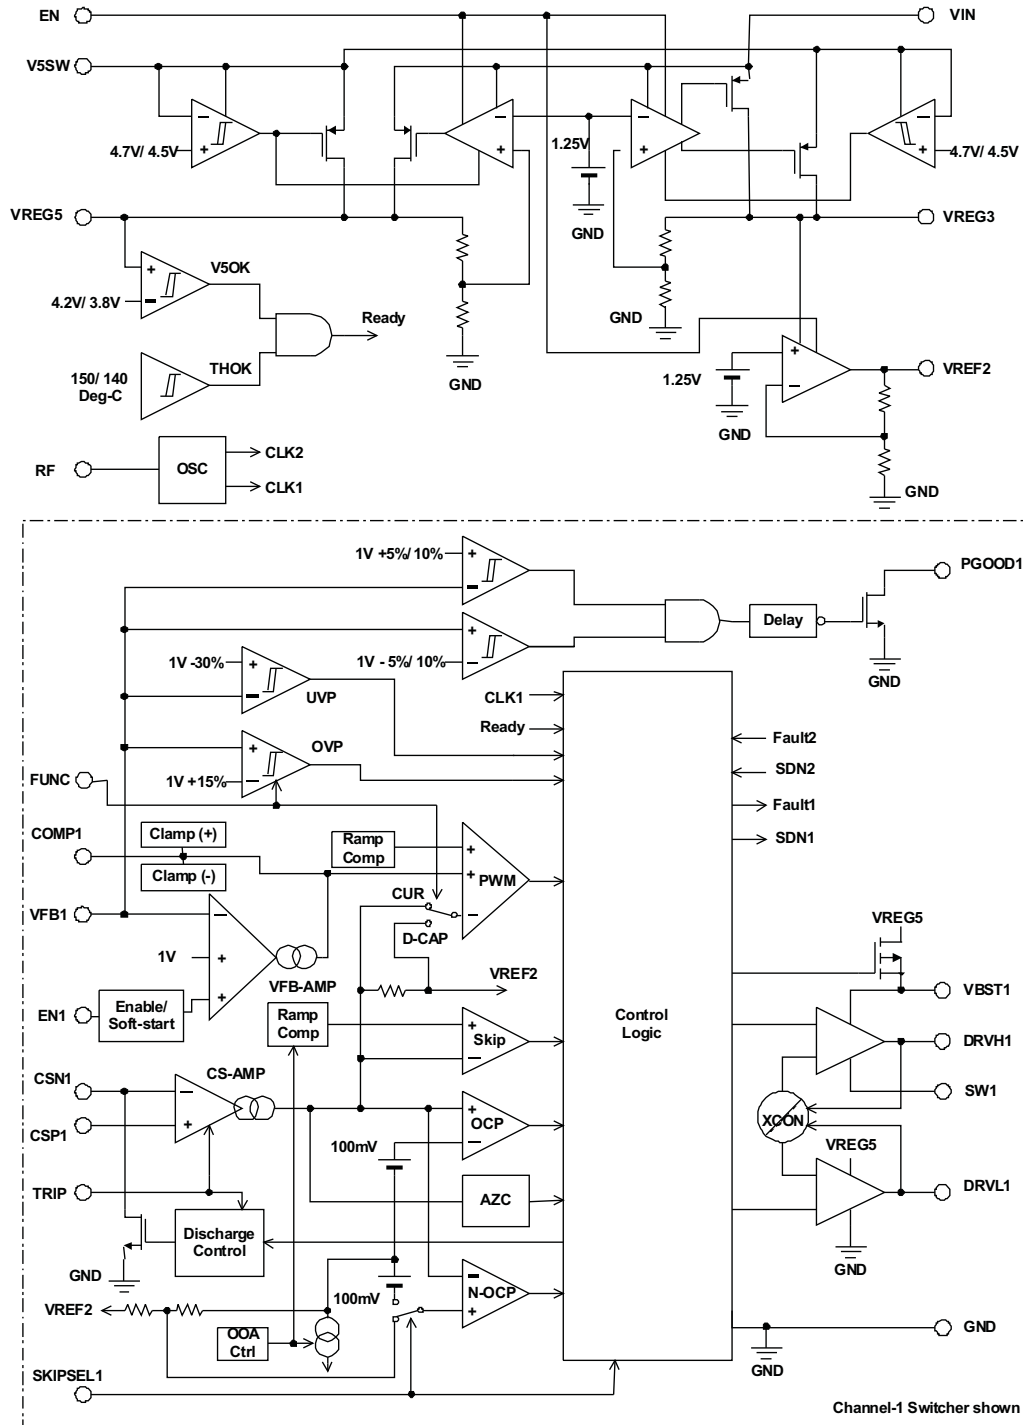 EN
VIN
V5SW
4.7V/ 4.5V
1.25V
4.7V/ 4.5V
GND
VREG5
VREG3
V5OK
4.2V/ 3.8V
Ready
GND
GND
THOK
150/ 140
Deg-C
1.25V
VREF2
GND
GND
RF
OSC
CLK2
CLK1
1V +5%/ 10%
PGOOD1
Delay
1V - 5%/ 10%
GND
1V -30%
UVP
CLK1
Ready
Fault2
OVP
SDN2
FUNC
1V +15%
Fault1
SDN1
COMP1
Clamp (+)
Clamp (-)
Ramp
Comp
PWM
CUR
VFB1
D-CAP
VREG5
1V
VFB-AMP
VREF2
VBST1
EN1
Enable/
Soft-start
Ramp
Comp
Skip
Control
Logic
DRVH1
CSN1
CS-AMP
SW1
CSP1
OCP
XCON
100mV
VREG5
TRIP
AZC
DRVL1
Discharge
Control
GND
GND
VREF2
100mV
N-OCP
OOA
Ctrl
GND
GND
SKIPSEL1
Channel-1 Switcher shown